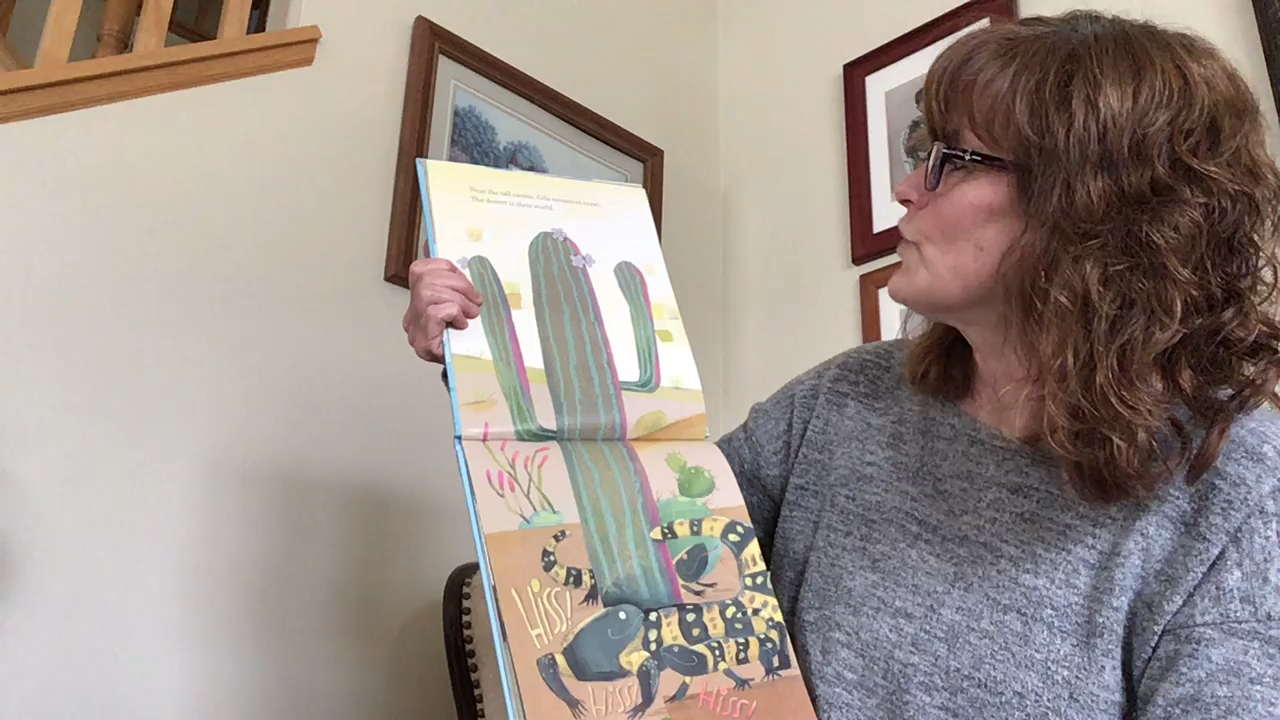 Near the tall cactus, Gila monsters crawl.
The desert is their world.
HISS!
HISS!
HISS!